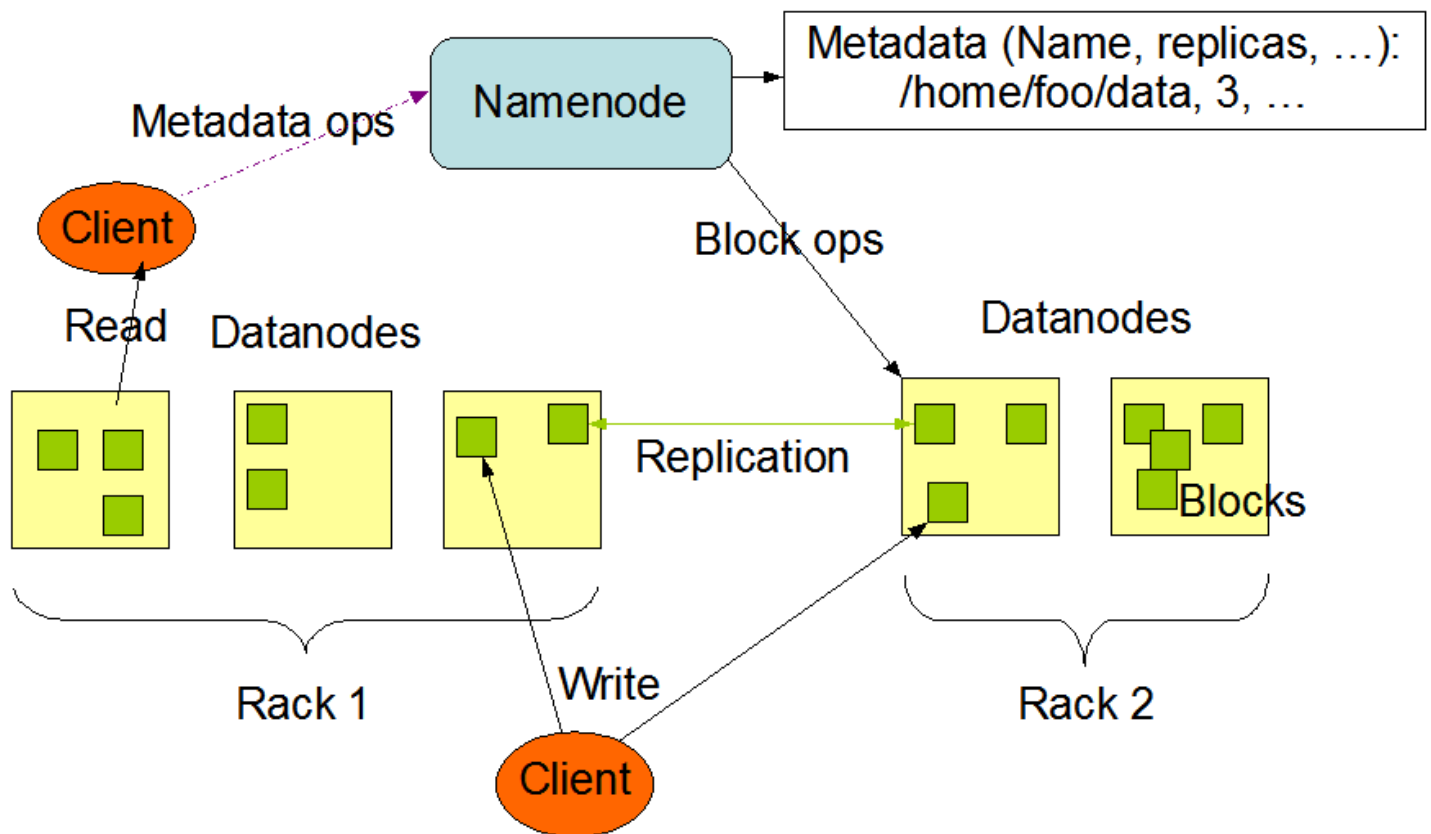 Metadata (Name, replicas, …):
/home/foo/data, 3, …
Namenode
Metadata ops
Client
Block ops
Read
Datanodes
Datanodes
Replication
Blocks
Write
Rack 1
Rack 2
Client